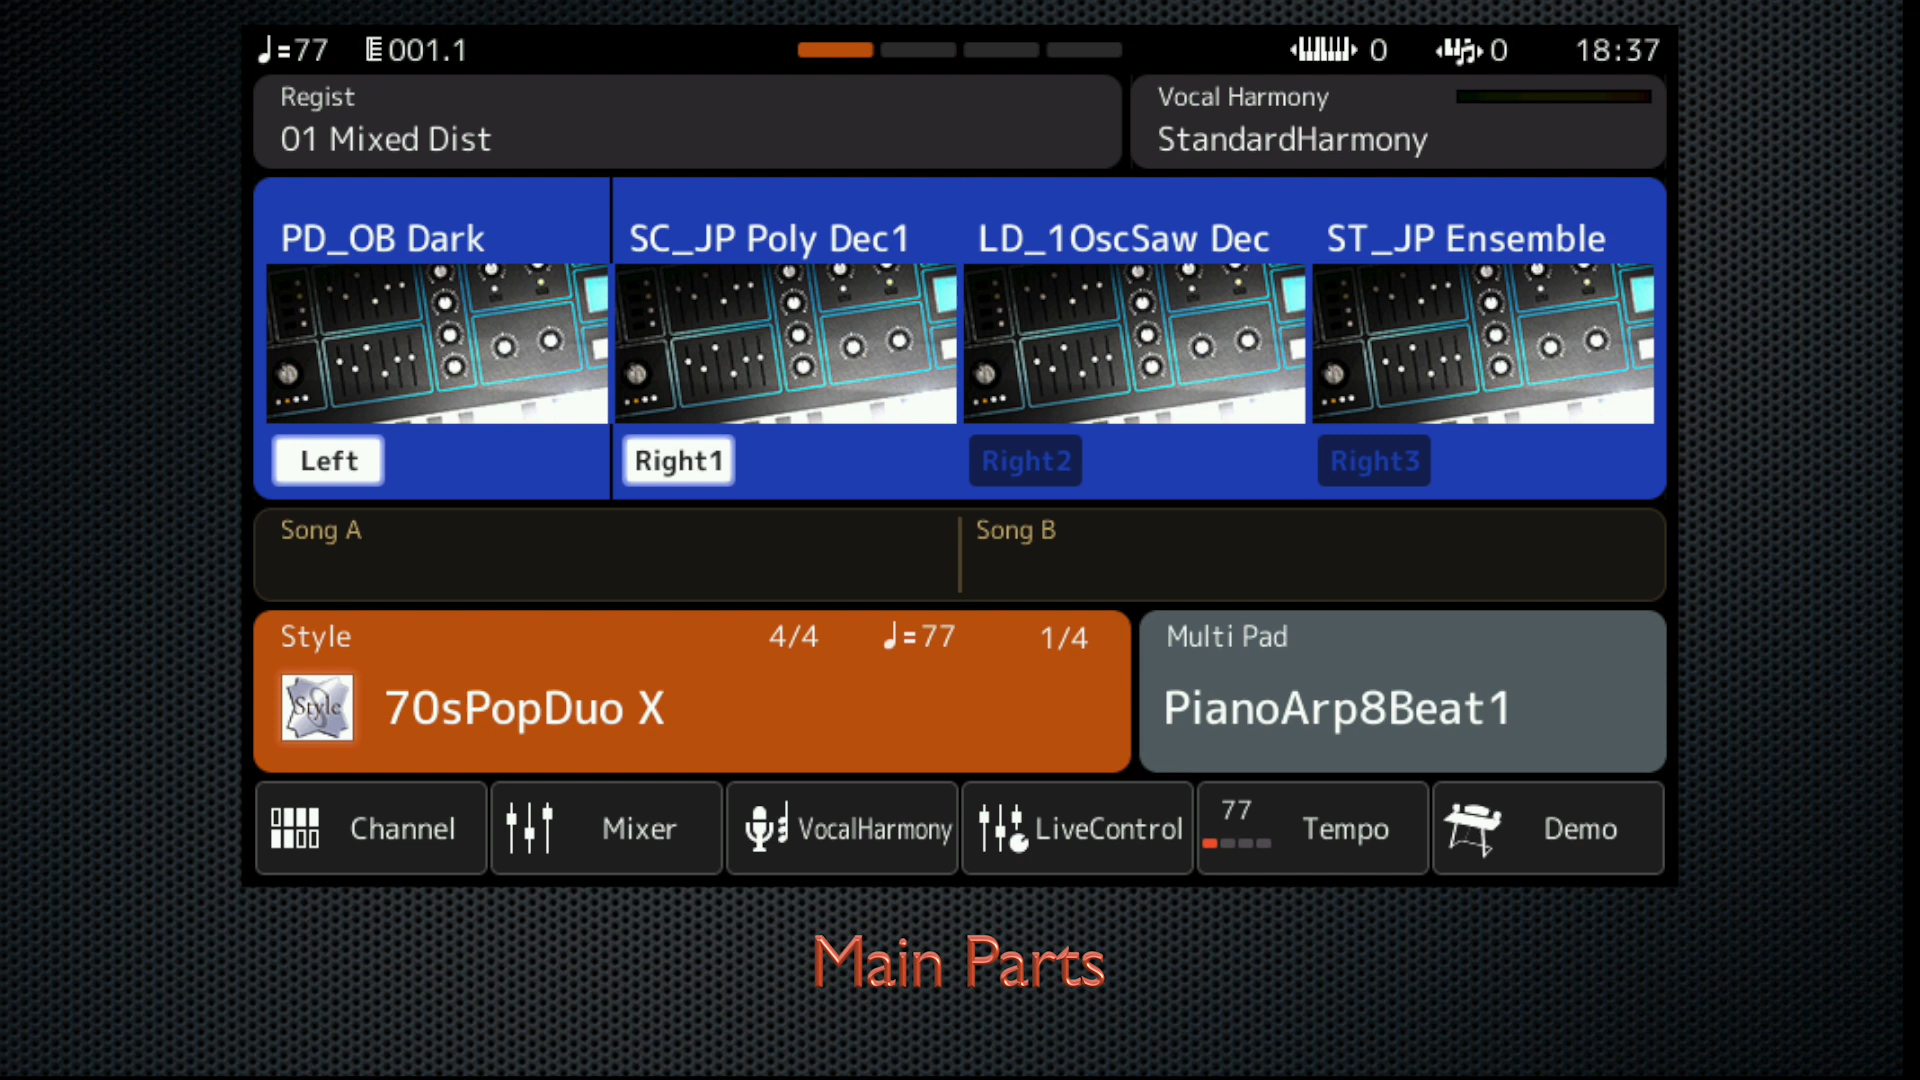 ♩=77 001.1 0 0 18:37
Regist
01 Mixed Dist
Vocal Harmony
StandardHarmony
PD_OB Dark
SC_JP Poly Dec1
LD_1OscSaw Dec
ST_JP Ensemble
Left
Right1
Right2
Right3
Song A
Song B
Style 4/4 ♩=77 1/4
Style
70sPopDuo X
Multi Pad
PianoArp8Beat1
Channel
Mixer
VocalHarmony
LiveControl
77
Tempo
Demo
Main Parts